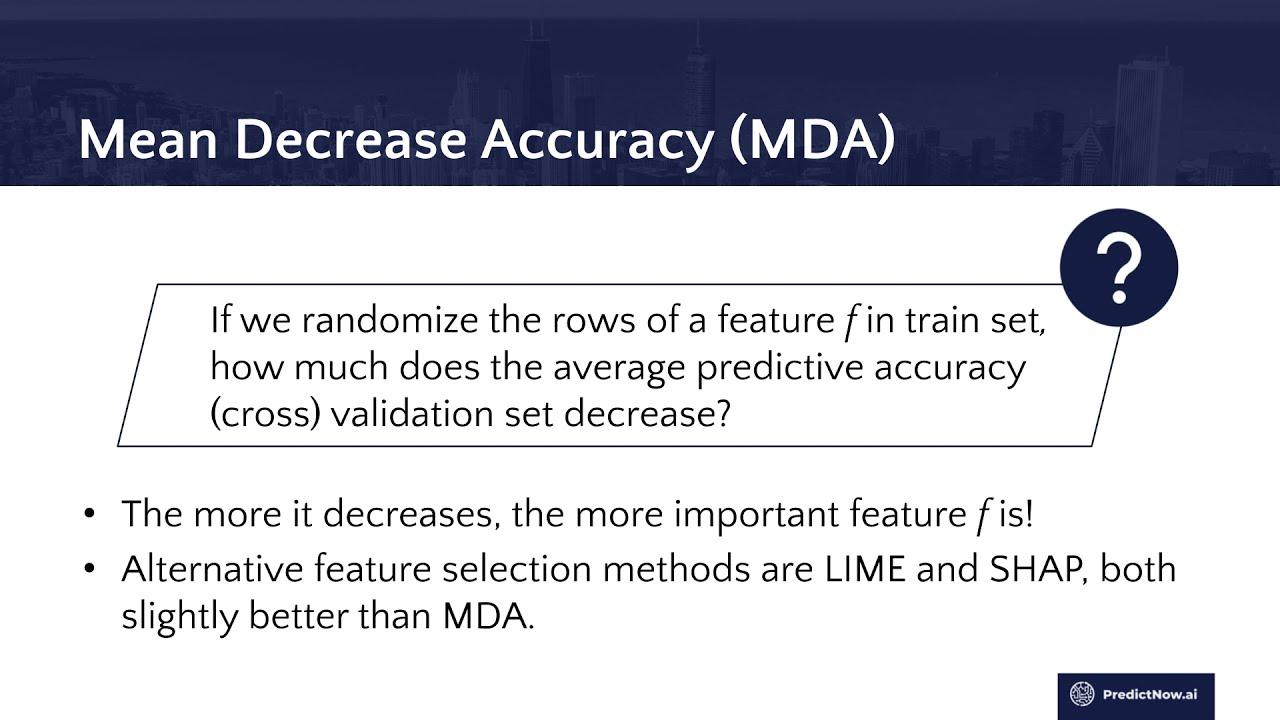 Mean Decrease Accuracy (MDA)
?
If we randomize the rows of a feature f in train set,
how much does the average predictive accuracy
(cross) validation set decrease?
• The more it decreases, the more important feature f is!
• Alternative feature selection methods are LIME and SHAP, both
slightly better than MDA.
PredictNow.ai